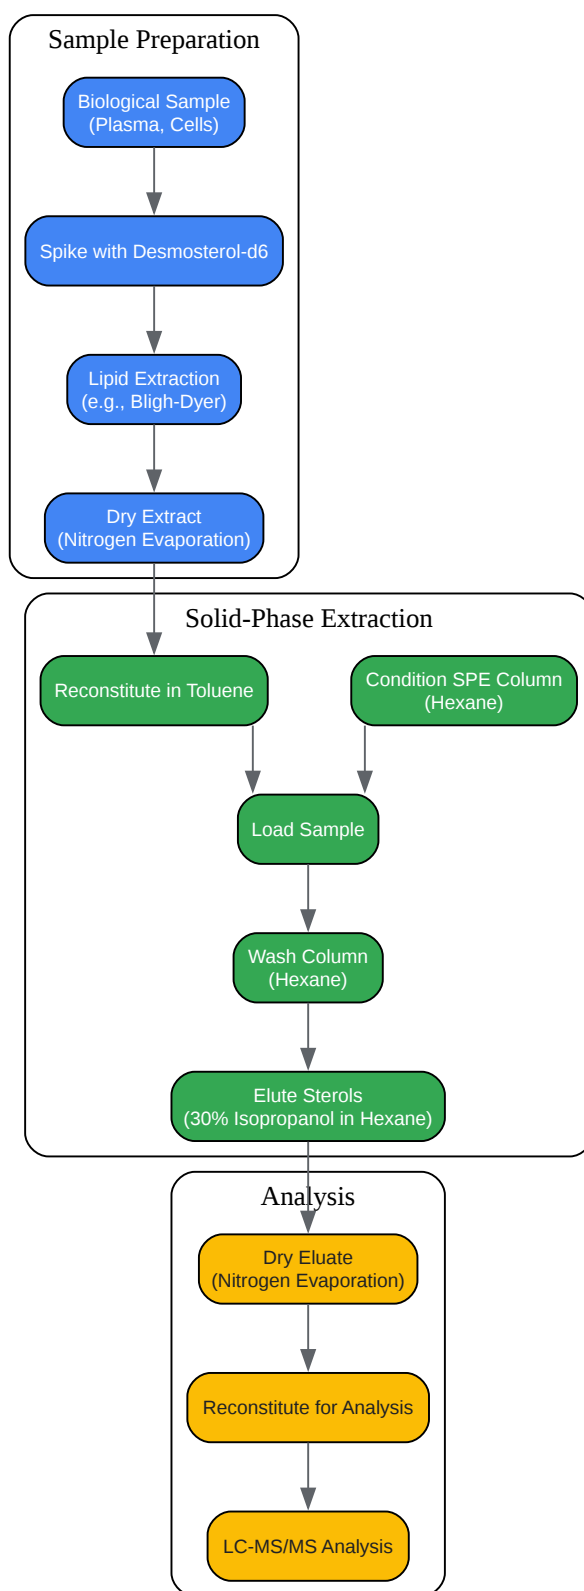 Sample Preparation
Biological Sample
(Plasma, Cells)
Spike with Desmosterol-d6
Lipid Extraction
(e.g., Bligh-Dyer)
Dry Extract
(Nitrogen Evaporation)
Solid-Phase Extraction
Reconstitute in Toluene
Condition SPE Column
(Hexane)
Load Sample
Wash Column
(Hexane)
Elute Sterols
(30% Isopropanol in Hexane)
Analysis
Dry Eluate
(Nitrogen Evaporation)
Reconstitute for Analysis
LC-MS/MS Analysis